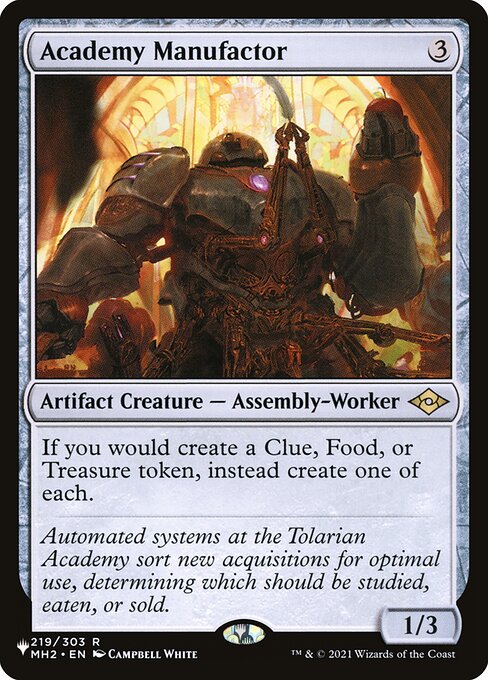 Academy Manufactor 3
Artifact Creature — Assembly-Worker
If you would create a Clue, Food, or
Treasure token, instead create one of
each.
Automated systems at the Tolarian
Academy sort new acquisitions for optimal
use, determining which should be studied,
eaten, or sold.
1/3
219/303 R
MH2 • EN Campbell White
™ & © 2021 Wizards of the Coast